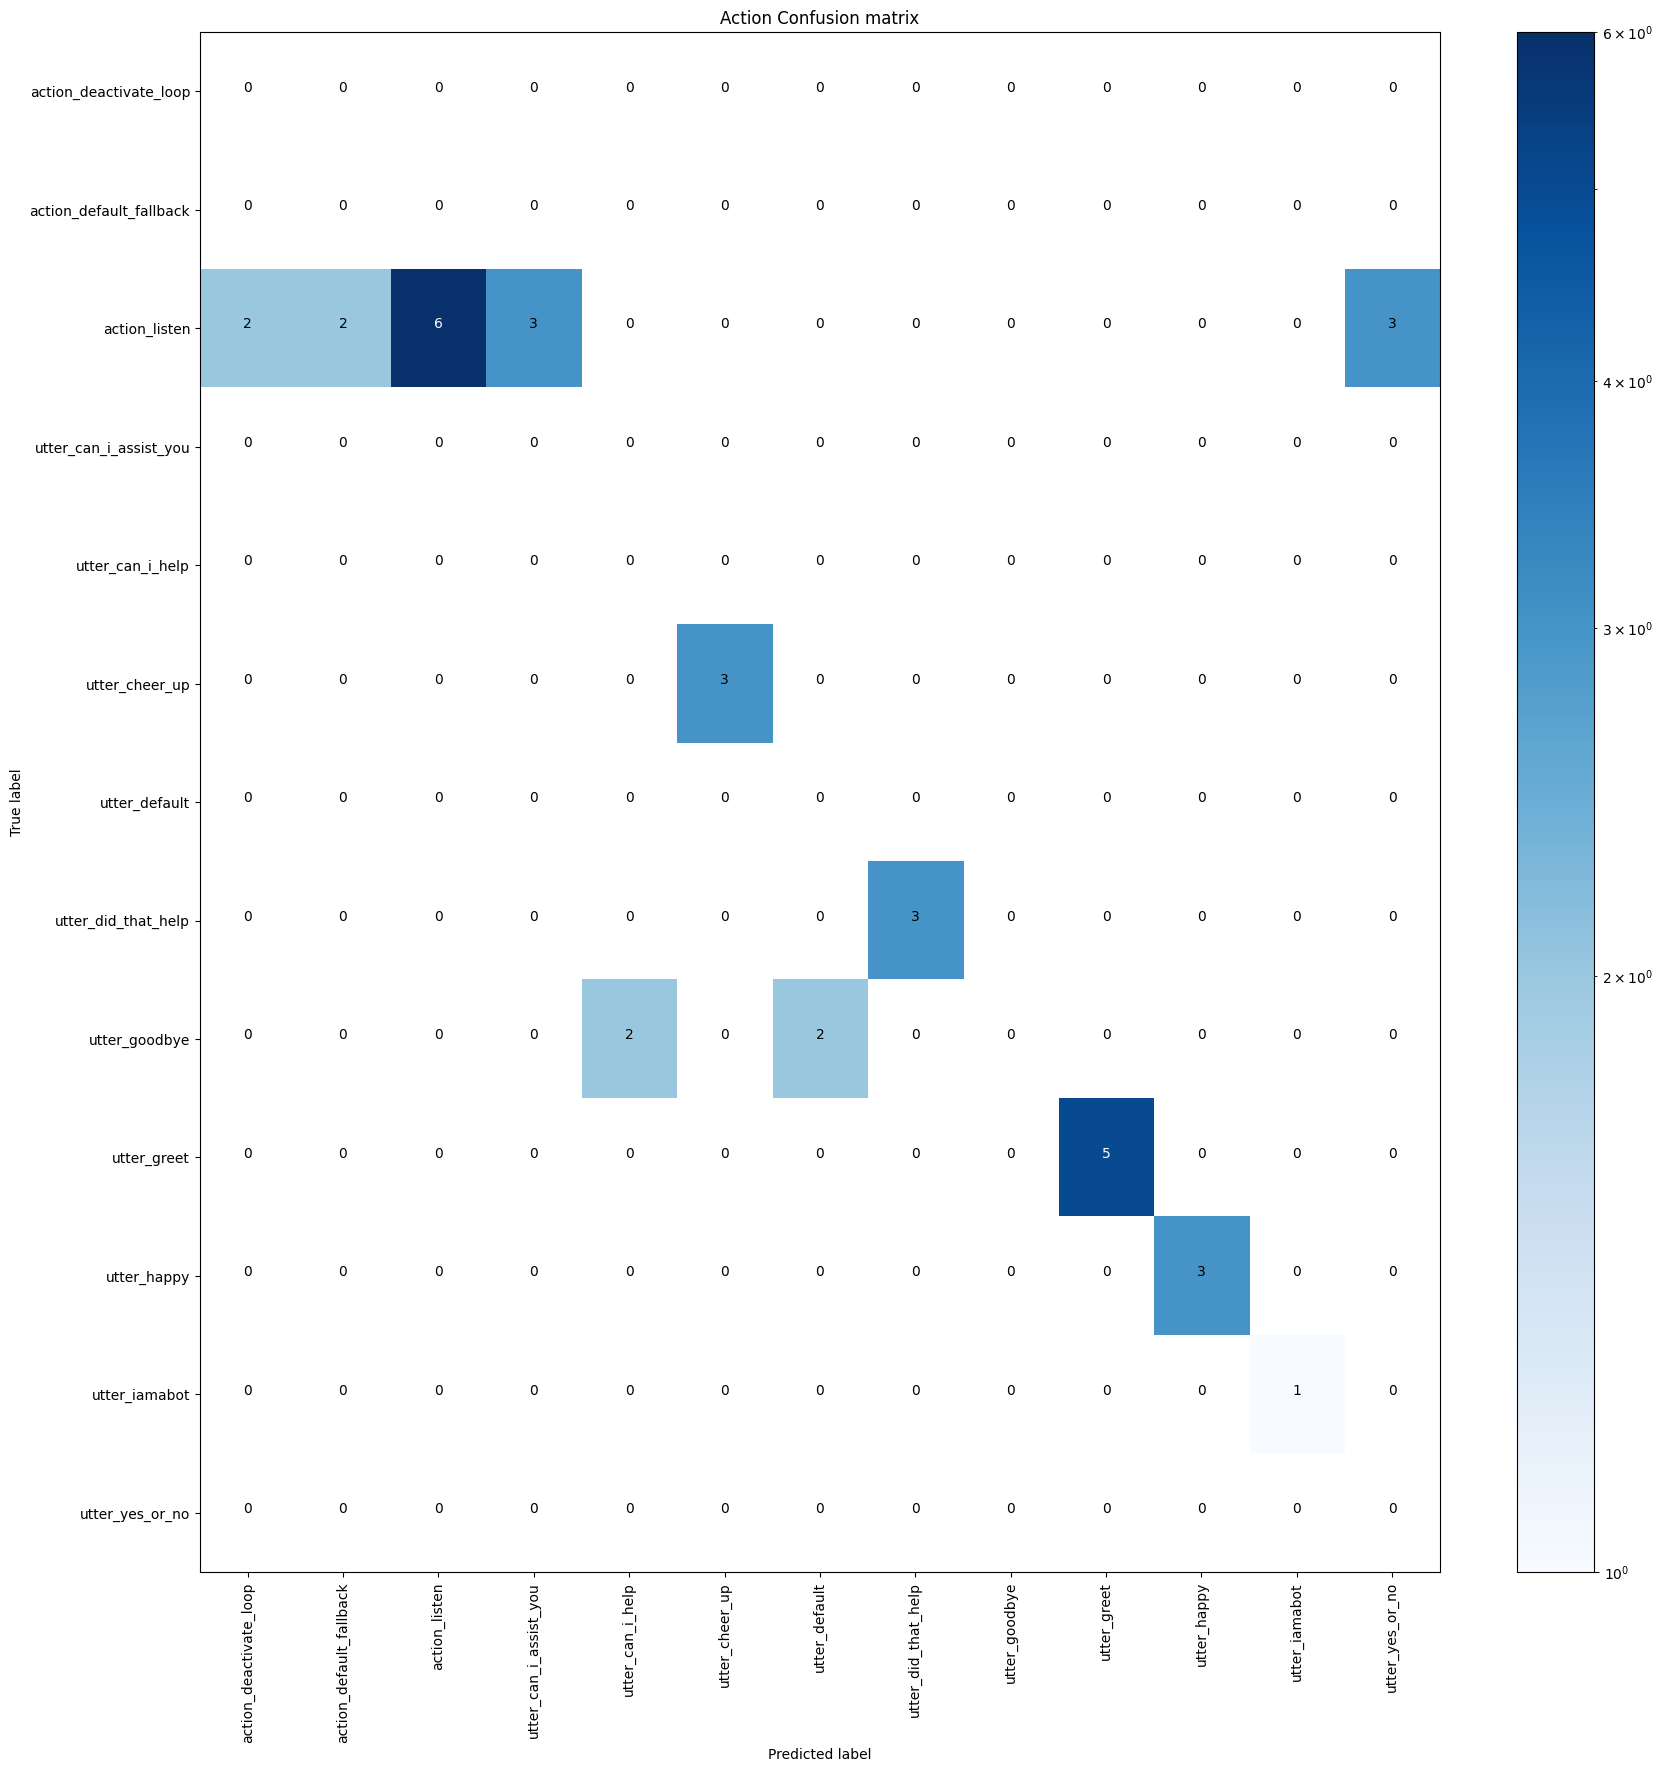 Action Confusion matrix
action_deactivate_loop 0 0 0 0 0 0 0 0 0 0 0 0 0
action_default_fallback 0 0 0 0 0 0 0 0 0 0 0 0 0
action_listen 2 2 6 3 0 0 0 0 0 0 0 0 3
utter_can_i_assist_you 0 0 0 0 0 0 0 0 0 0 0 0 0
utter_can_i_help 0 0 0 0 0 0 0 0 0 0 0 0 0
utter_cheer_up 0 0 0 0 0 3 0 0 0 0 0 0 0
utter_default 0 0 0 0 0 0 0 0 0 0 0 0 0
utter_did_that_help 0 0 0 0 0 0 0 3 0 0 0 0 0
utter_goodbye 0 0 0 0 2 0 2 0 0 0 0 0 0
utter_greet 0 0 0 0 0 0 0 0 0 5 0 0 0
utter_happy 0 0 0 0 0 0 0 0 0 0 3 0 0
utter_iamabot 0 0 0 0 0 0 0 0 0 0 0 1 0
utter_yes_or_no 0 0 0 0 0 0 0 0 0 0 0 0 0
True label
action_deactivate_loop
action_default_fallback
action_listen
utter_can_i_assist_you
utter_can_i_help
utter_cheer_up
utter_default
utter_did_that_help
utter_goodbye
utter_greet
utter_happy
utter_iamabot
utter_yes_or_no
Predicted label
6 × 10⁰
4 × 10⁰
3 × 10⁰
2 × 10⁰
10⁰